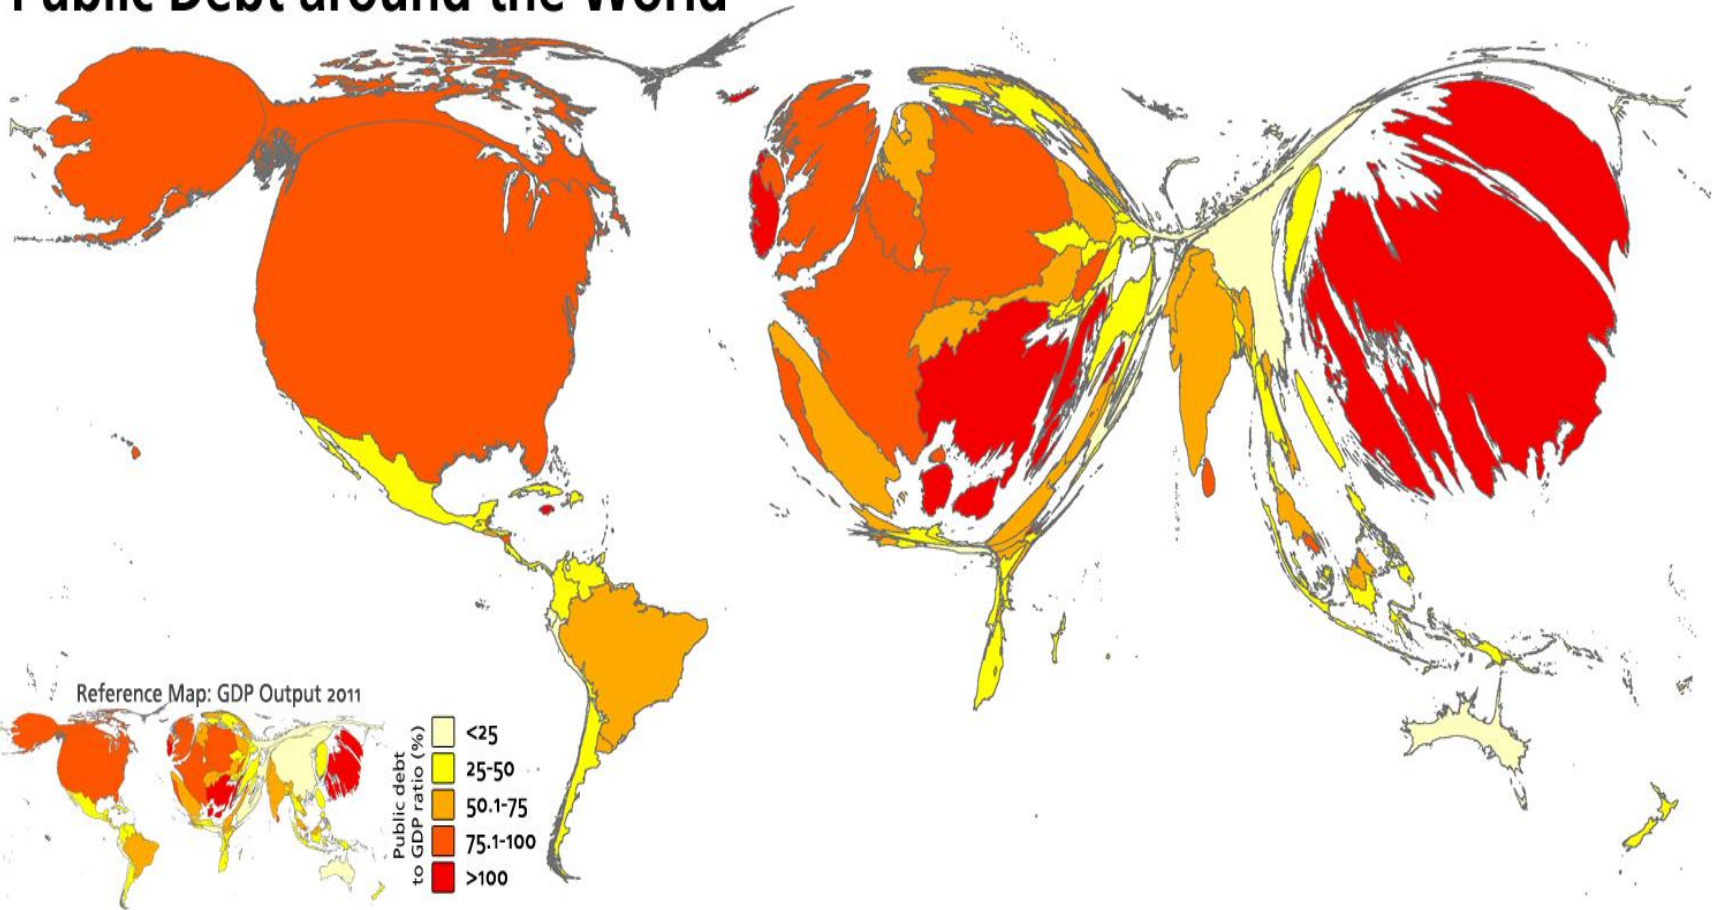 Public Debt around the World
Reference Map: GDP Output 2011
Public debt
to GDP ratio (%)
<25
25-50
50.1-75
75.1-100
>100